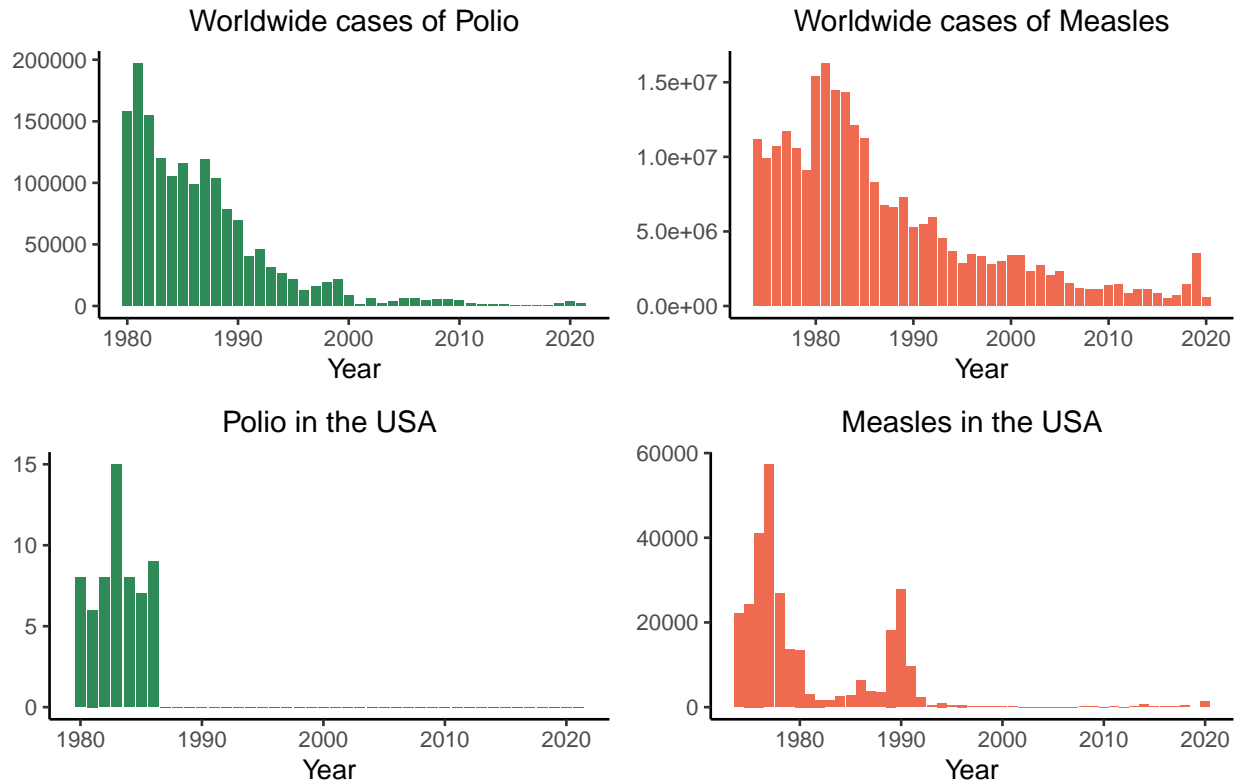 Worldwide cases of Polio
200000
150000
100000
50000
0
1980 1990 2000 2010 2020
Year
Worldwide cases of Measles
1.5e+07
1.0e+07
5.0e+06
0.0e+00
1980 1990 2000 2010 2020
Year
Polio in the USA
15
10
5
0
1980 1990 2000 2010 2020
Year
Measles in the USA
60000
40000
20000
0
1980 1990 2000 2010 2020
Year